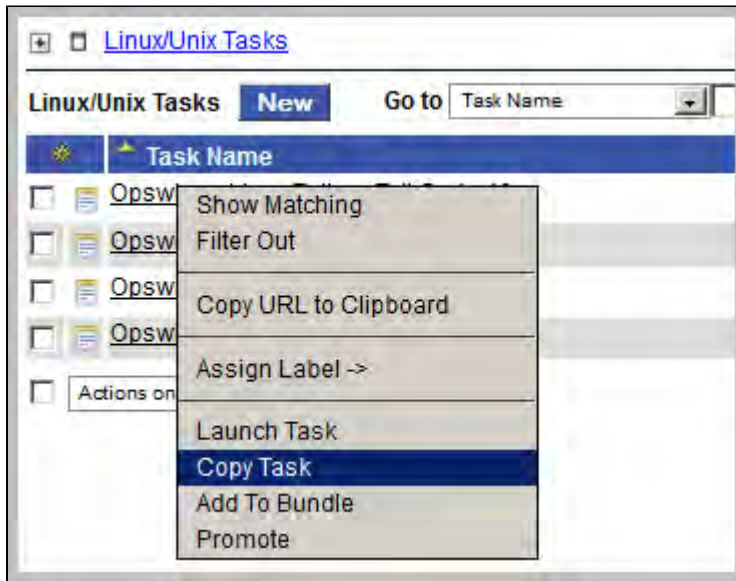 Linux/Unix Tasks
Linux/Unix Tasks New Go to Task Name
Task Name
Opsw
Show Matching
Opsw
Filter Out
Opsw
Copy URL to Clipboard
Opsw
Assign Label ->
Actions on
Launch Task
Copy Task
Add To Bundle
Promote